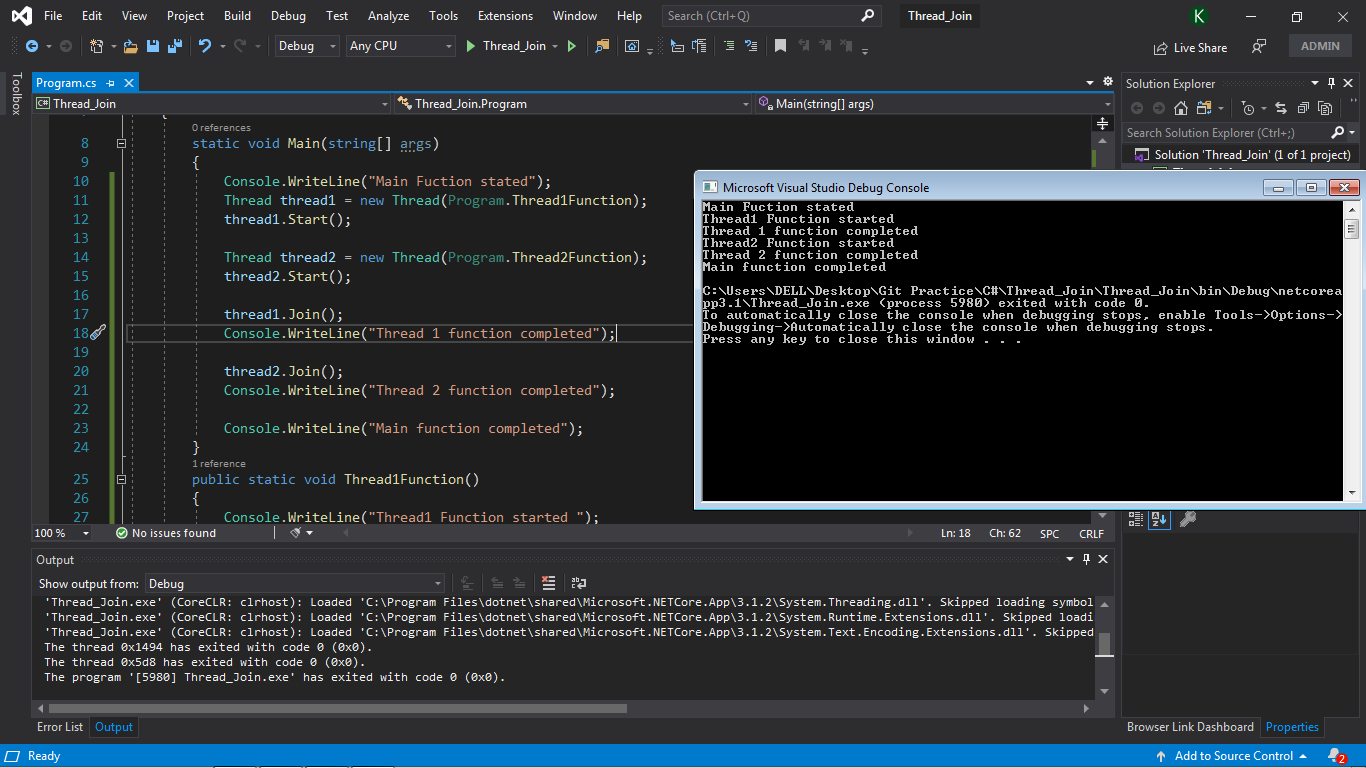 File Edit View Project Build Debug Test Analyze Tools Extensions Window Help Search (Ctrl+Q) Thread_Join K
Debug Any CPU Thread_Join Live Share ADMIN
Toolbox
Program.cs
C# Thread_Join Thread_Join.Program Main(string[] args)
0 references
8 static void Main(string[] args)
9 {
10 Console.WriteLine("Main Fuction stated");
11 Thread thread1 = new Thread(Program.Thread1Function);
12 thread1.Start();
13
14 Thread thread2 = new Thread(Program.Thread2Function);
15 thread2.Start();
16
17 thread1.Join();
18 Console.WriteLine("Thread 1 function completed");
19
20 thread2.Join();
21 Console.WriteLine("Thread 2 function completed");
22
23 Console.WriteLine("Main function completed");
24 }
1 reference
25 public static void Thread1Function()
26 {
27 Console.WriteLine("Thread1 Function started ");
100 % No issues found Ln: 18 Ch: 62 SPC CRLF
Solution Explorer
Search Solution Explorer (Ctrl+;)
Solution 'Thread_Join' (1 of 1 project)
Microsoft Visual Studio Debug Console
Main Fuction stated
Thread1 Function started
Thread 1 function completed
Thread2 Function started
Thread 2 function completed
Main function completed
C:\Users\DELL\Desktop\Git Practice\C#\Thread_Join\Thread_Join\bin\Debug\netcorea
pp3.1\Thread_Join.exe (process 5980) exited with code 0.
To automatically close the console when debugging stops, enable Tools->Options->
Debugging->Automatically close the console when debugging stops.
Press any key to close this window . . .
Output
Show output from: Debug
'Thread_Join.exe' (CoreCLR: clrhost): Loaded 'C:\Program Files\dotnet\shared\Microsoft.NETCore.App\3.1.2\System.Threading.dll'. Skipped loading symbol
'Thread_Join.exe' (CoreCLR: clrhost): Loaded 'C:\Program Files\dotnet\shared\Microsoft.NETCore.App\3.1.2\System.Runtime.Extensions.dll'. Skipped loadi
'Thread_Join.exe' (CoreCLR: clrhost): Loaded 'C:\Program Files\dotnet\shared\Microsoft.NETCore.App\3.1.2\System.Text.Encoding.Extensions.dll'. Skipped
The thread 0x1494 has exited with code 0 (0x0).
The thread 0x5d8 has exited with code 0 (0x0).
The program '[5980] Thread_Join.exe' has exited with code 0 (0x0).
Error List Output
Browser Link Dashboard Properties
Ready Add to Source Control 2